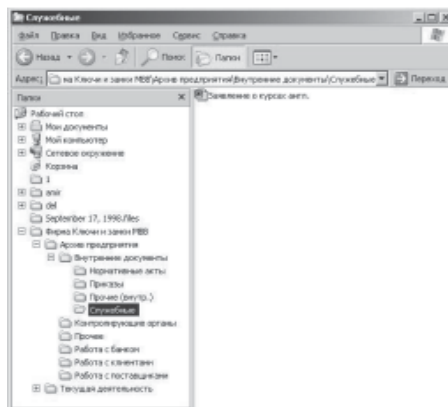 Служебные
Файл Правка Вид Избранное Сервис Справка
Назад Поиск Папки
Адрес: на Ключи и замки МВВ\Архив предприятия\Внутренние документы\Служебные Переход
Папки
Заявление о курсах англ.
Рабочий стол
Мои документы
Мой компьютер
Сетевое окружение
Корзина
1
amir
del
September 17, 1998.files
Фирма Ключи и замки МВВ
Архив предприятия
Внутренние документы
Нормативные акты
Приказы
Прочие (внутр.)
Служебные
Контролирующие органы
Прочее
Работа с банком
Работа с клиентами
Работа с поставщиками
Текущая деятельность